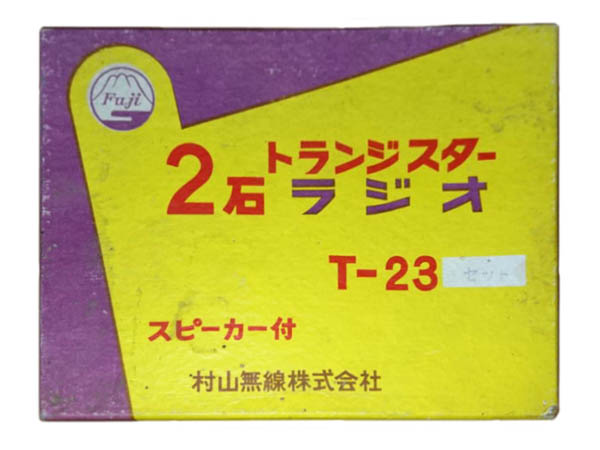 Fuji
2石トランジスター
ラジオ
T-23 セット
スピーカー付
村山無線株式会社